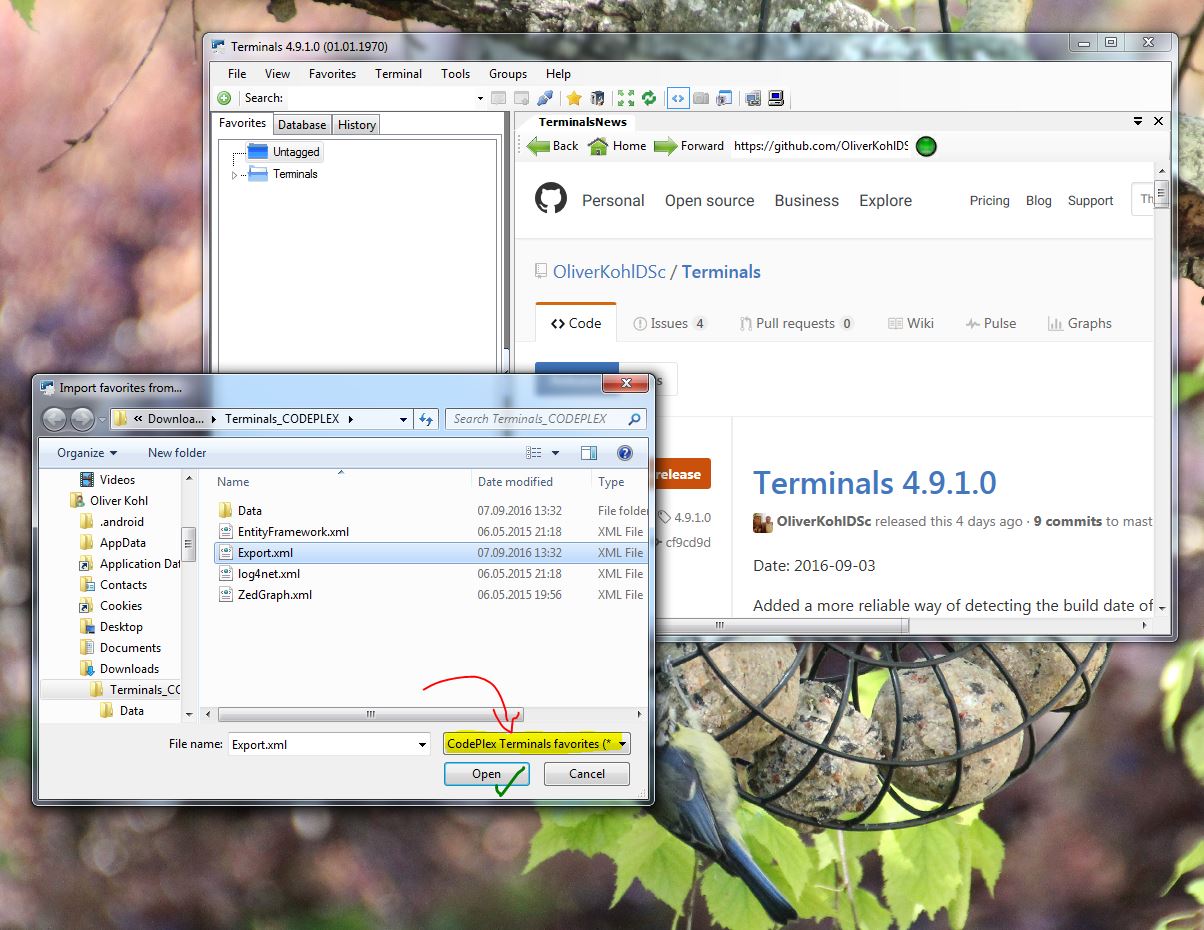 Terminals 4.9.1.0 (01.01.1970)
File View Favorites Terminal Tools Groups Help
Search:
Favorites Database History
Untagged
Terminals
TerminalsNews
Back Home Forward https://github.com/OliverKohlDS
Personal Open source Business Explore Pricing Blog Support Th
OliverKohlDSc / Terminals
Code Issues 4 Pull requests 0 Wiki Pulse Graphs
s
release
4.9.1.0
cf9cd9d
Terminals 4.9.1.0
OliverKohlDSc released this 4 days ago · 9 commits to mast
Date: 2016-09-03
Added a more reliable way of detecting the build date of
Import favorites from...
« Downloa... Terminals_CODEPLEX Search Terminals_CODEPLEX
Organize New folder
Videos
Oliver Kohl
.android
AppData
Application Dat
Contacts
Cookies
Desktop
Documents
Downloads
Terminals_CO
Data
Name Date modified Type
Data 07.09.2016 13:32 File folder
EntityFramework.xml 06.05.2015 21:18 XML File
Export.xml 07.09.2016 13:32 XML File
log4net.xml 06.05.2015 21:18 XML File
ZedGraph.xml 06.05.2015 19:56 XML File
File name: Export.xml CodePlex Terminals favorites (*
Open Cancel